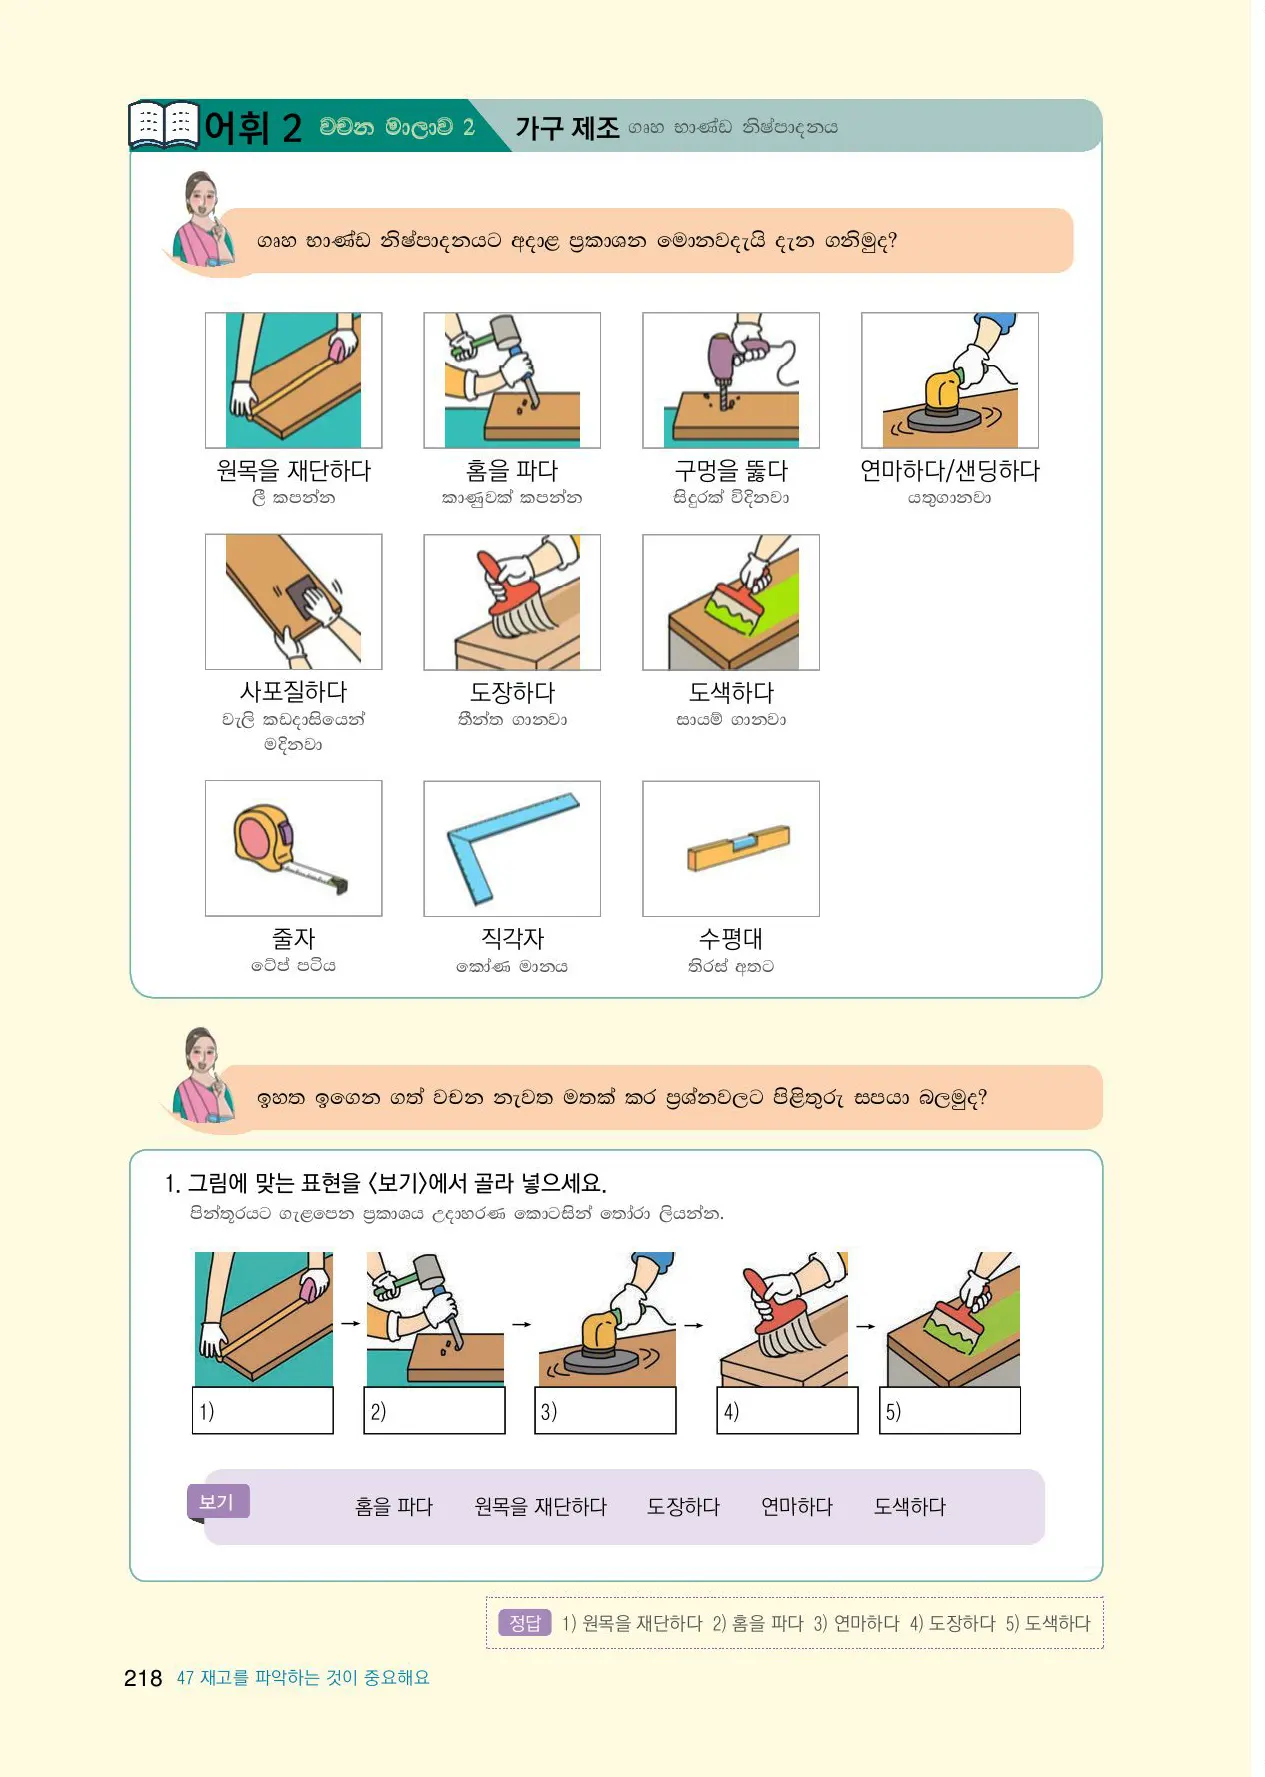 어휘 2 වචන මාලාව 2 가구 제조 ගෘහ භාණ්ඩ නිෂ්පාදනය
ගෘහ භාණ්ඩ නිෂ්පාදනයට අදාළ ප්‍රකාශන මොනවදැයි දැන ගනිමුද?
원목을 재단하다 홈을 파다 구멍을 뚫다 연마하다/샌딩하다
ලී කපන්න කාණුවක් කපන්න සිදුරක් විදිනවා යතුගානවා
사포질하다 도장하다 도색하다
වැලි කඩදාසියෙන් තීන්ත ගානවා සායම් ගානවා
මදිනවා
줄자 직각자 수평대
ටේප් පටිය කෝණ මානය තිරස් අතට
ඉහත ඉගෙන ගත් වචන නැවත මතක් කර ප්‍රශ්නවලට පිළිතුරු සපයා බලමුද?
1. 그림에 맞는 표현을 〈보기〉에서 골라 넣으세요.
පින්තූරයට ගැළපෙන ප්‍රකාශය උදාහරණ කොටසින් තෝරා ලියන්න.
→ → → →
1) 2) 3) 4) 5)
보기 홈을 파다 원목을 재단하다 도장하다 연마하다 도색하다
정답 1) 원목을 재단하다 2) 홈을 파다 3) 연마하다 4) 도장하다 5) 도색하다
218 47 재고를 파악하는 것이 중요해요